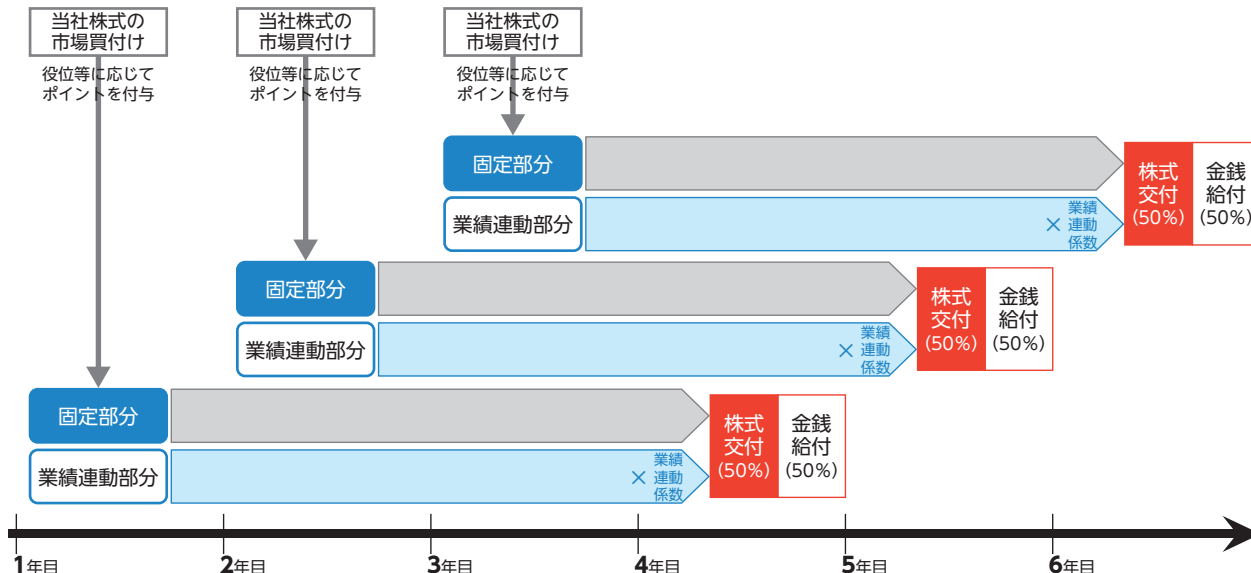 当社株式の
市場買付け
役位等に応じて
ポイントを付与
当社株式の
市場買付け
役位等に応じて
ポイントを付与
当社株式の
市場買付け
役位等に応じて
ポイントを付与
固定部分
業績連動部分
×
業績
連動
係数
株式
交付
(50%)
金銭
給付
(50%)
固定部分
業績連動部分
×
業績
連動
係数
株式
交付
(50%)
金銭
給付
(50%)
固定部分
業績連動部分
×
業績
連動
係数
株式
交付
(50%)
金銭
給付
(50%)
1年目
2年目
3年目
4年目
5年目
6年目